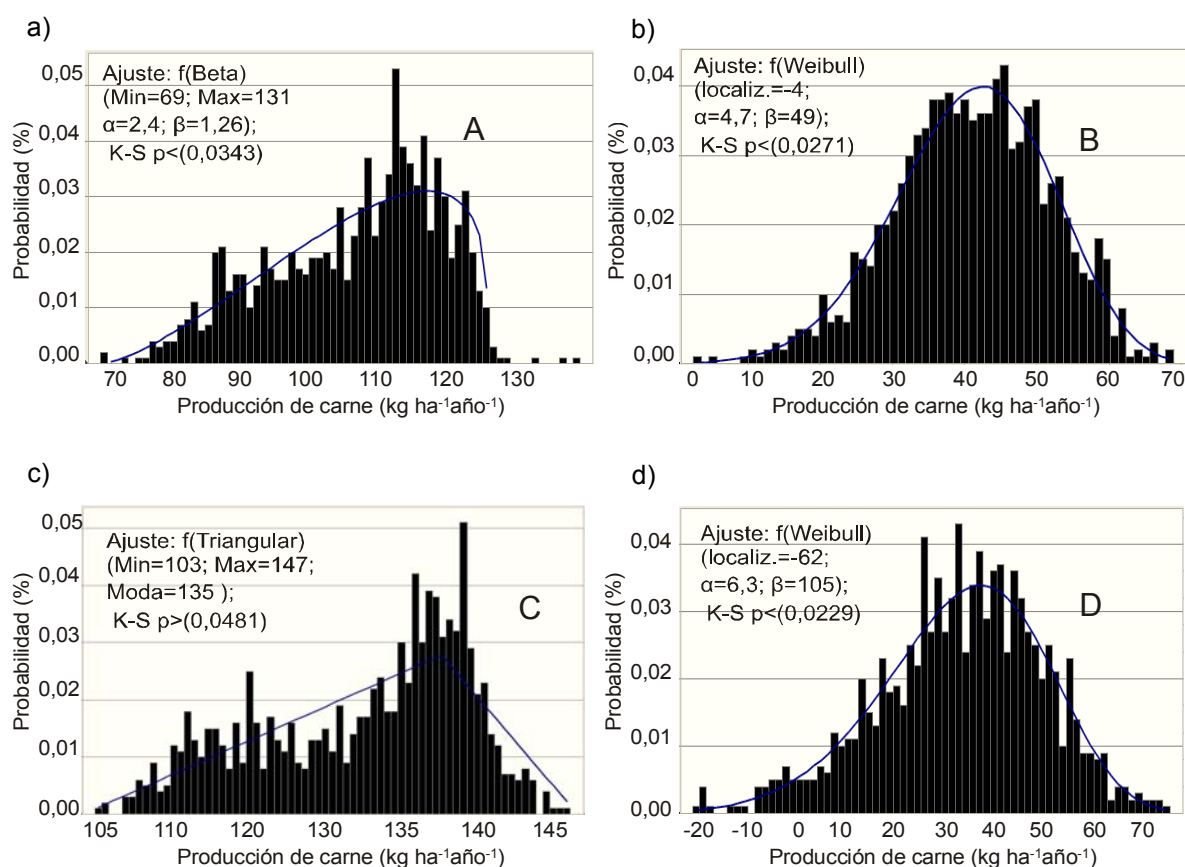 a)
Ajuste: f(Beta)
(Min=69; Max=131
α=2,4; β=1,26);
K-S p<(0,0343)
A
Probabilidad (%)
0,05
0,04
0,03
0,02
0,01
0,00
70 80 90 100 110 120 130
Producción de carne (kg ha⁻¹año⁻¹)
b)
Ajuste: f(Weibull)
(localiz.=-4;
α=4,7; β=49);
K-S p<(0,0271)
B
Probabilidad (%)
0,04
0,03
0,02
0,01
0,00
0 10 20 30 40 50 60 70
Producción de carne (kg ha⁻¹año⁻¹)
c)
Ajuste: f(Triangular)
(Min=103; Max=147;
Moda=135 );
K-S p>(0,0481)
C
Probabilidad (%)
0,05
0,04
0,03
0,02
0,01
0,00
105 110 120 130 135 140 145
Producción de carne (kg ha⁻¹año⁻¹)
d)
Ajuste: f(Weibull)
(localiz.=-62;
α=6,3; β=105);
K-S p<(0,0229)
D
Probabilidad (%)
0,04
0,03
0,02
0,01
0,00
-20 -10 0 10 20 30 40 50 60 70
Producción de carne (kg ha⁻¹año⁻¹)